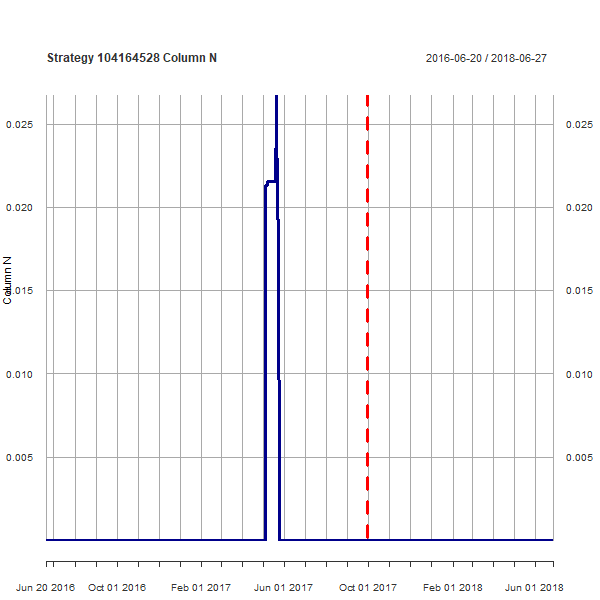 Strategy 104164528 Column N
2016-06-20 / 2018-06-27
0.025
0.025
0.020
0.020
Column N
0.015
0.015
0.010
0.010
0.005
0.005
Jun 20 2016
Oct 01 2016
Feb 01 2017
Jun 01 2017
Oct 01 2017
Feb 01 2018
Jun 01 2018